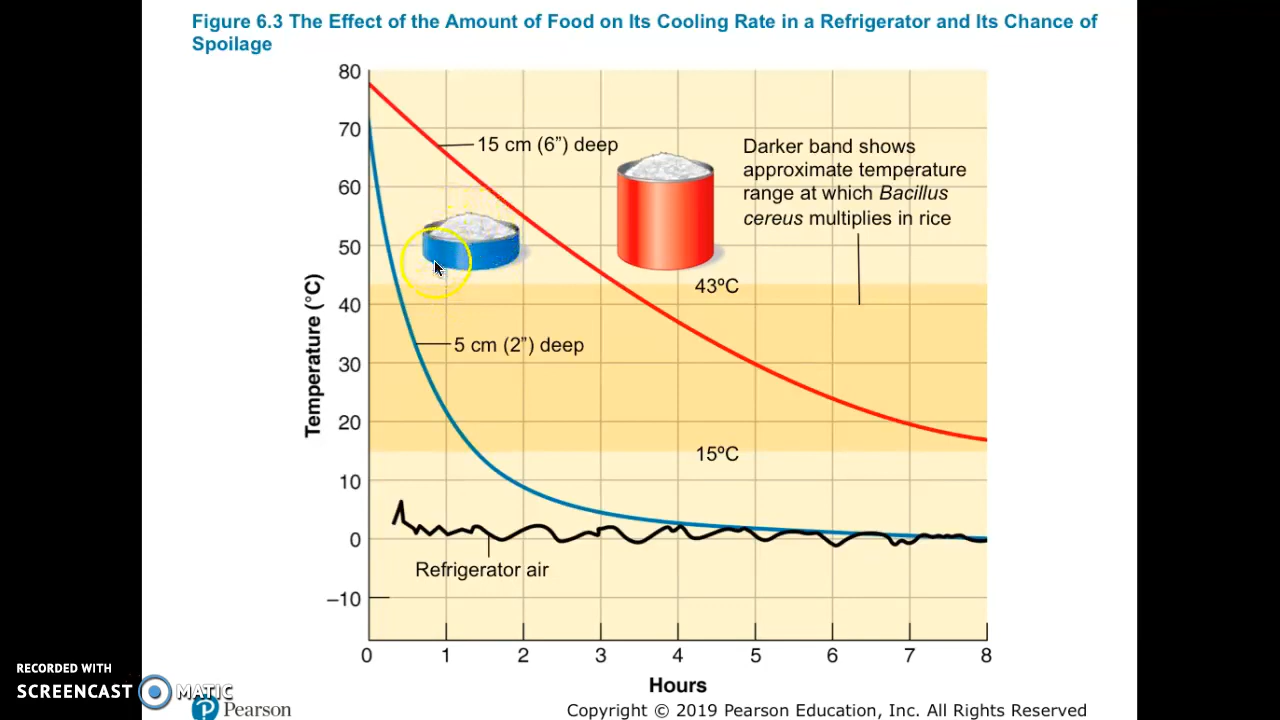 Figure 6.3 The Effect of the Amount of Food on Its Cooling Rate in a Refrigerator and Its Chance of
Spoilage
80
70
60
50
40
30
20
10
0
–10
Temperature (°C)
15 cm (6”) deep
Darker band shows
approximate temperature
range at which Bacillus
cereus multiplies in rice
43ºC
5 cm (2”) deep
15ºC
Refrigerator air
0 1 2 3 4 5 6 7 8
Hours
RECORDED WITH
SCREENCAST MATIC
Pearson
Copyright © 2019 Pearson Education, Inc. All Rights Reserved